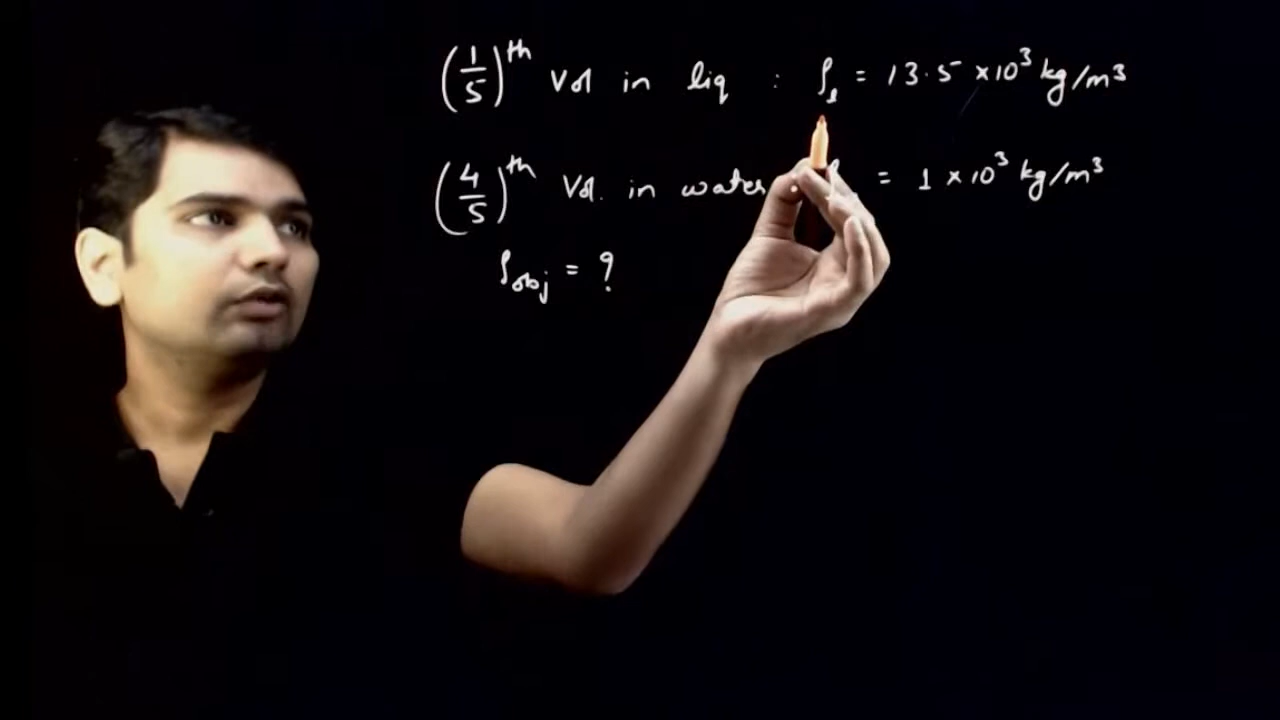 (1/5)th Vol in liq : ρl = 13.5 ×10³ kg/m³
(4/5)th Vol. in water : = 1 ×10³ kg/m³
ρobj = ?